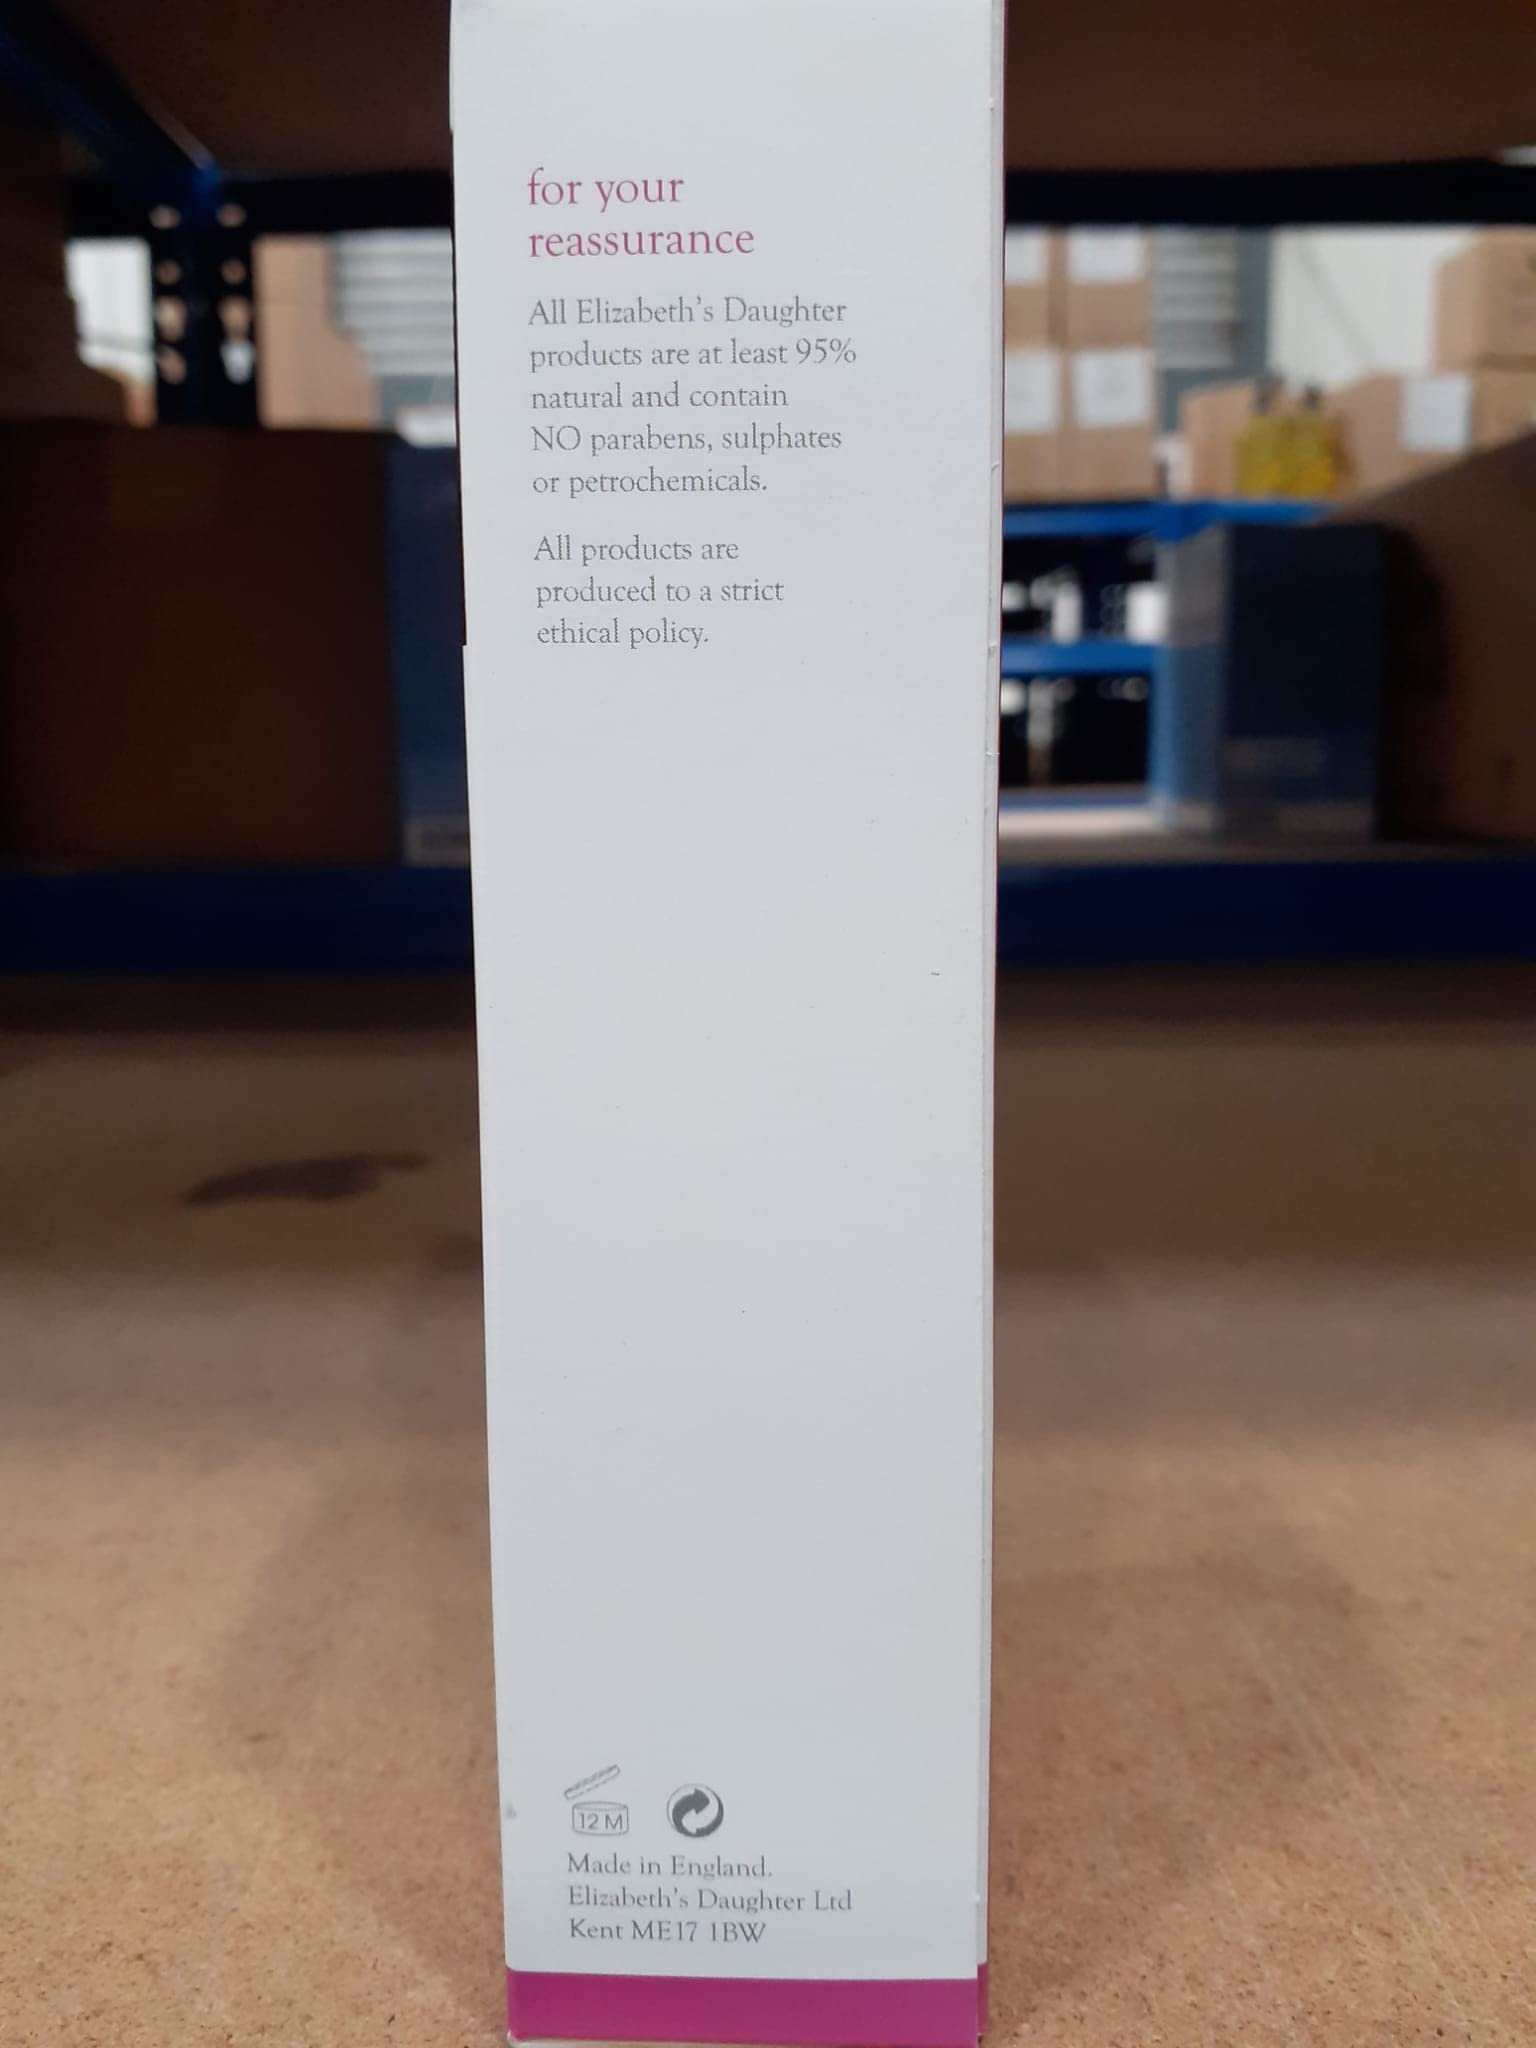 for your
reassurance
All Elizabeth's Daughter
products are at least 95%
natural and contain
NO parabens, sulphates
or petrochemicals.
All products are
produced to a strict
ethical policy.
12 M
Made in England.
Elizabeth's Daughter Ltd
Kent ME17 1BW